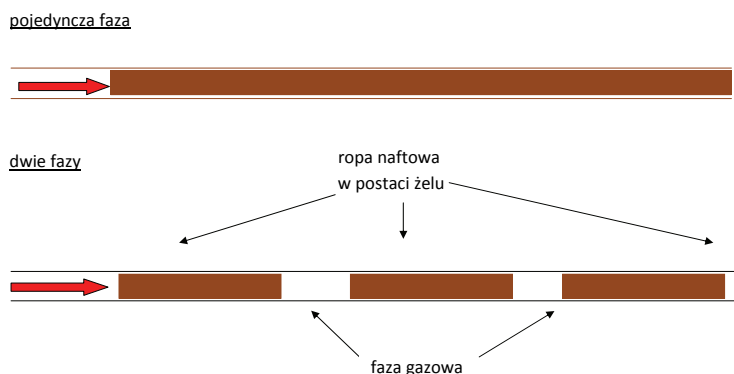 pojedyncza faza
dwie fazy
ropa naftowa
w postaci żelu
faza gazowa